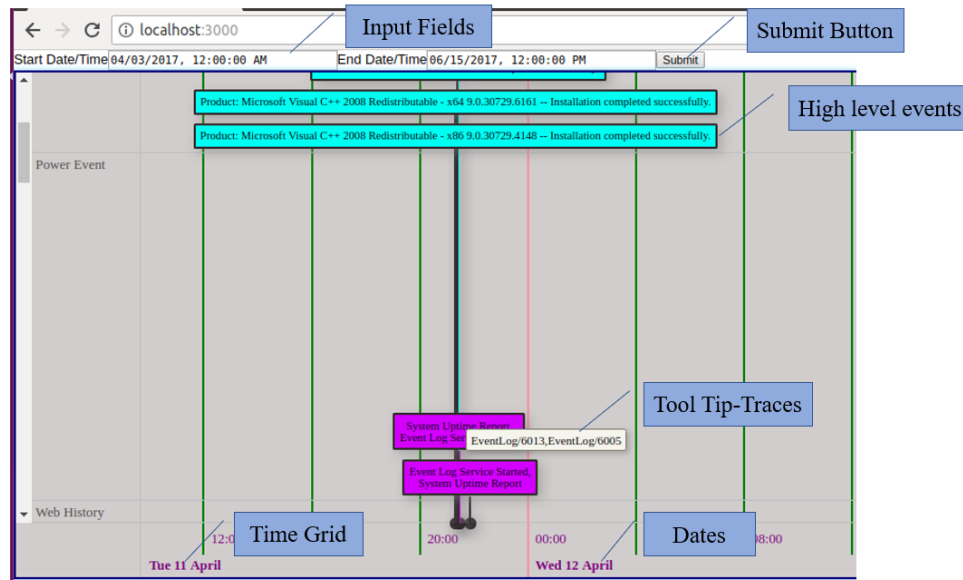 Input Fields
Submit Button
localhost:3000
Start Date/Time 04/03/2017, 12:00:00 AM End Date/Time 06/15/2017, 12:00:00 PM Submit
Product: Microsoft Visual C++ 2008 Redistributable - x64 9.0.30729.6161 -- Installation completed successfully.
High level events
Product: Microsoft Visual C++ 2008 Redistributable - x86 9.0.30729.4148 -- Installation completed successfully.
Power Event
Tool Tip-Traces
System Uptime Report,
Event Log Ser
EventLog/6013,EventLog/6005
Event Log Service Started,
System Uptime Report
Web History
Time Grid
Dates
12:0 20:00 00:00 08:00
Tue 11 April Wed 12 April